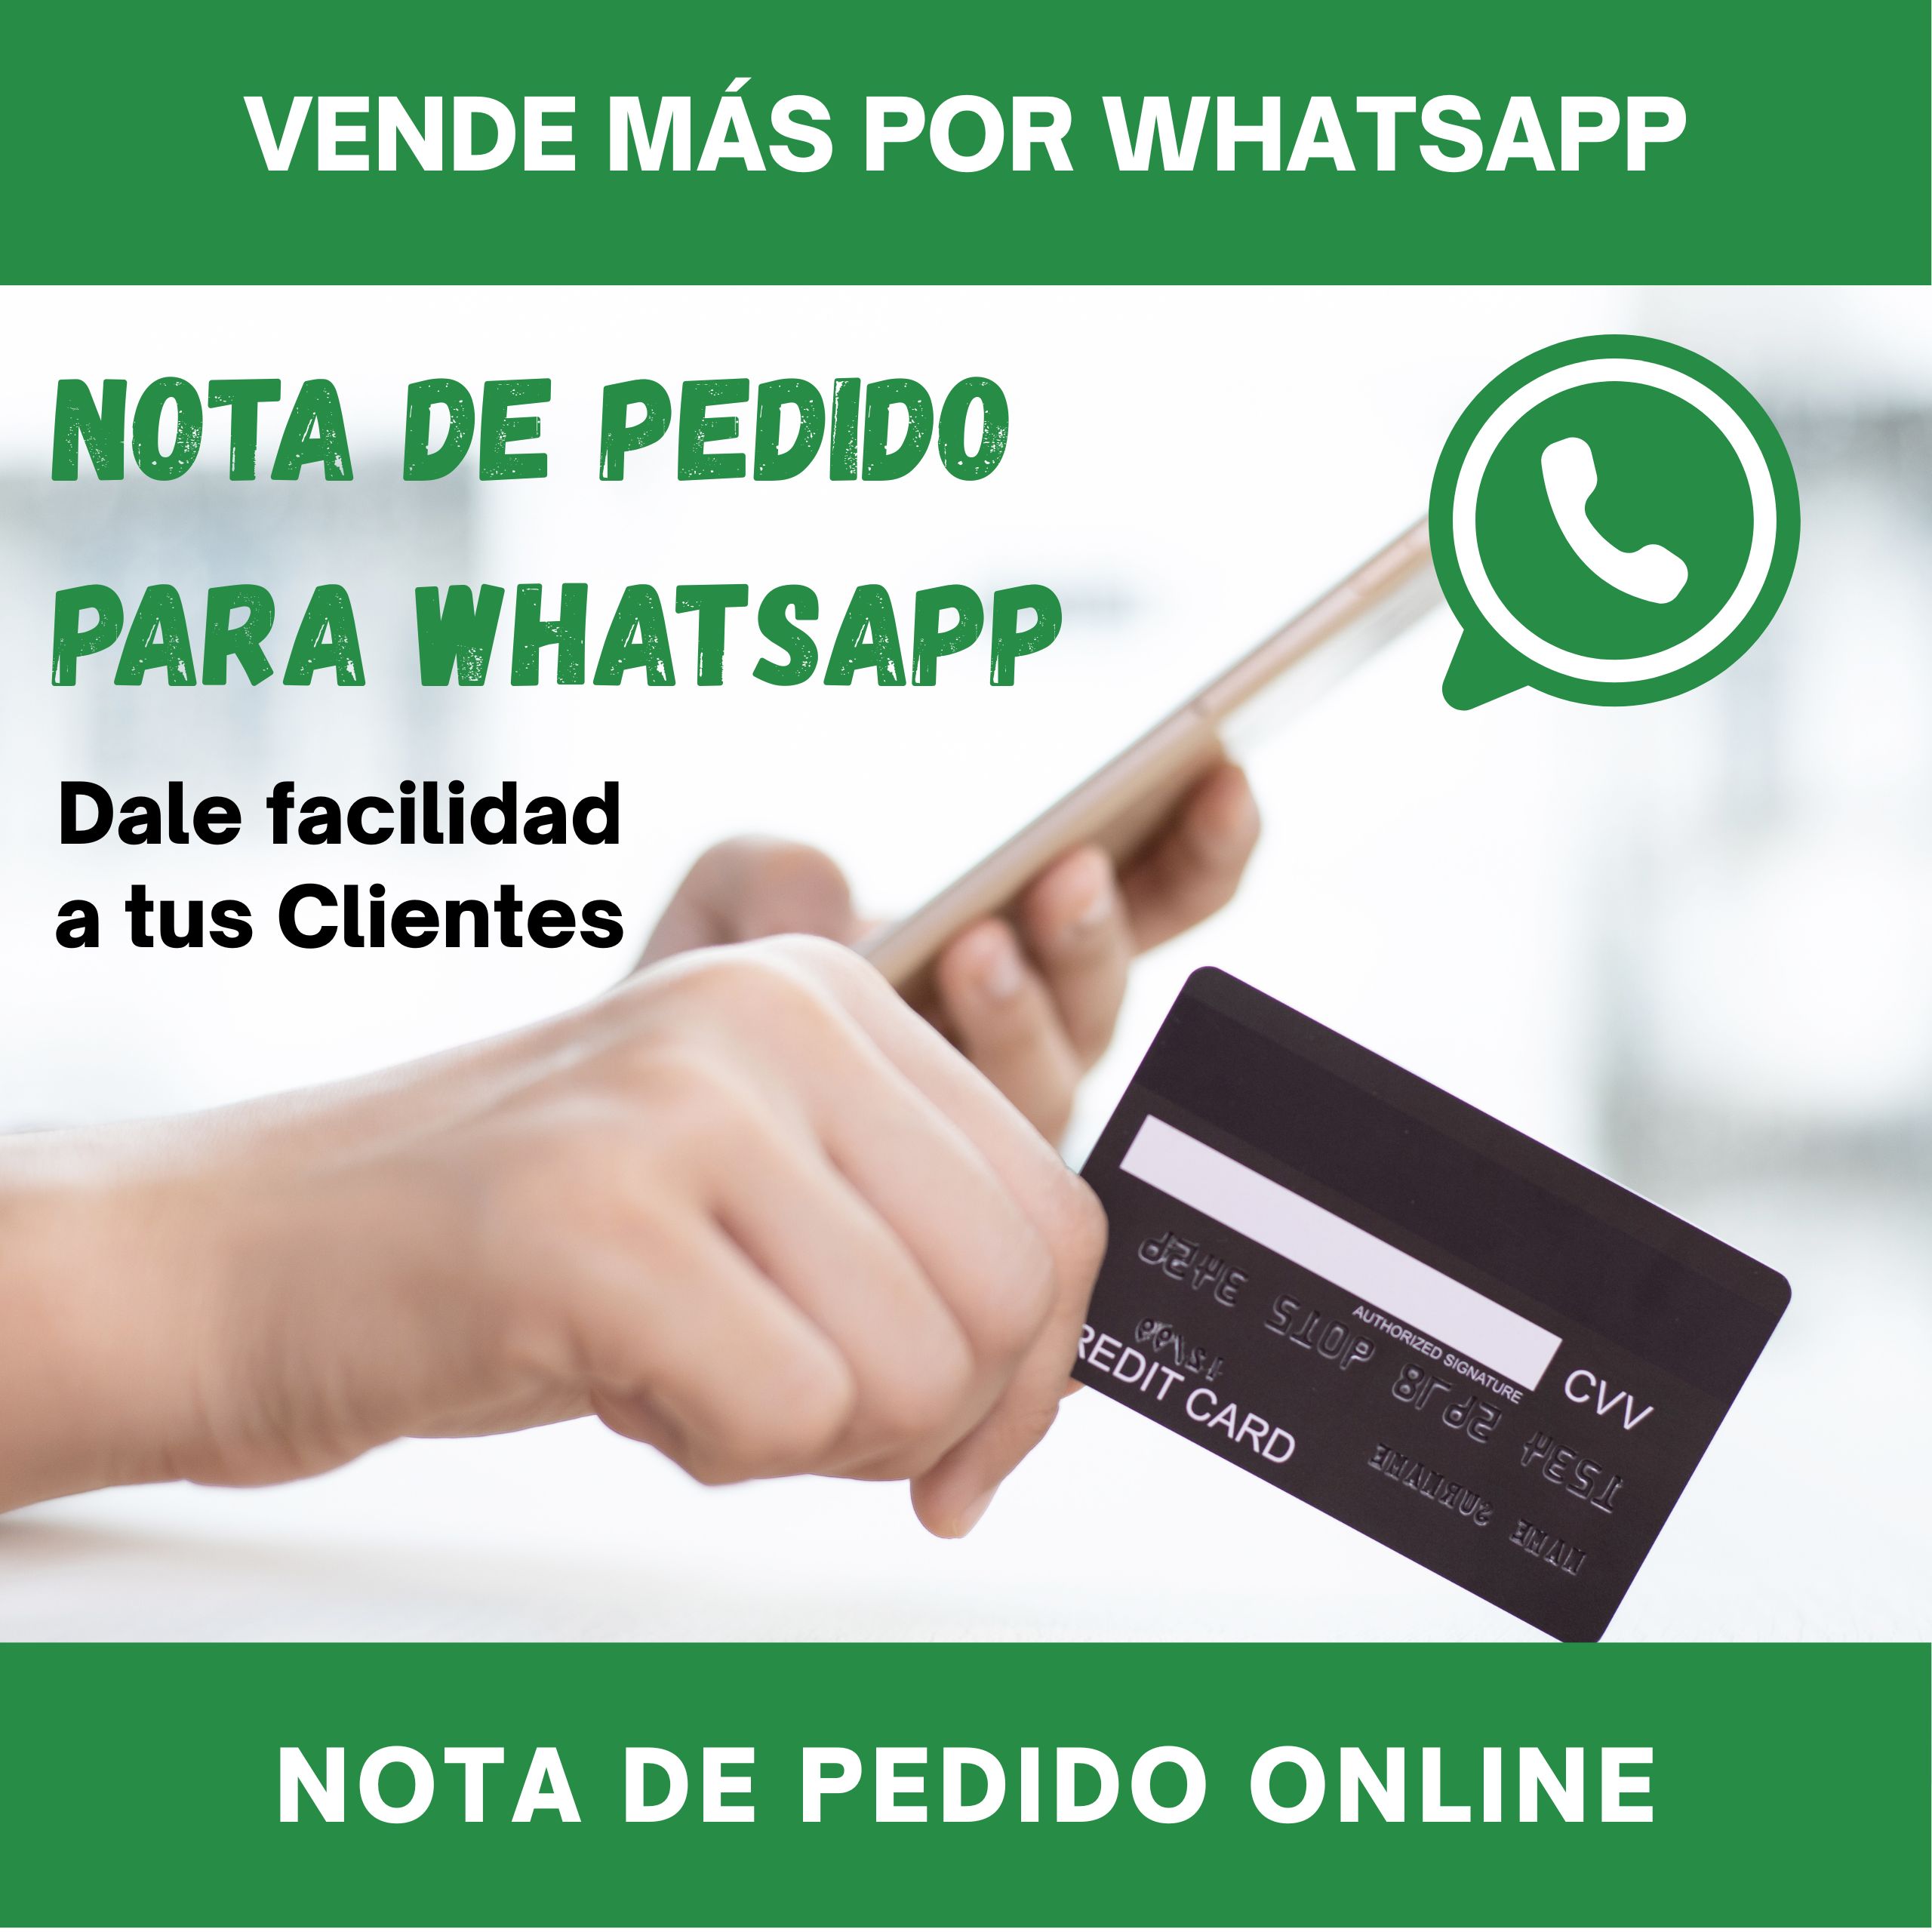 VENDE MÁS POR WHATSAPP
NOTA DE PEDIDO
PARA WHATSAPP
Dale facilidad
a tus Clientes
AUTHORIZED SIGNATURE
CVV
REDIT CARD
NOTA DE PEDIDO ONLINE